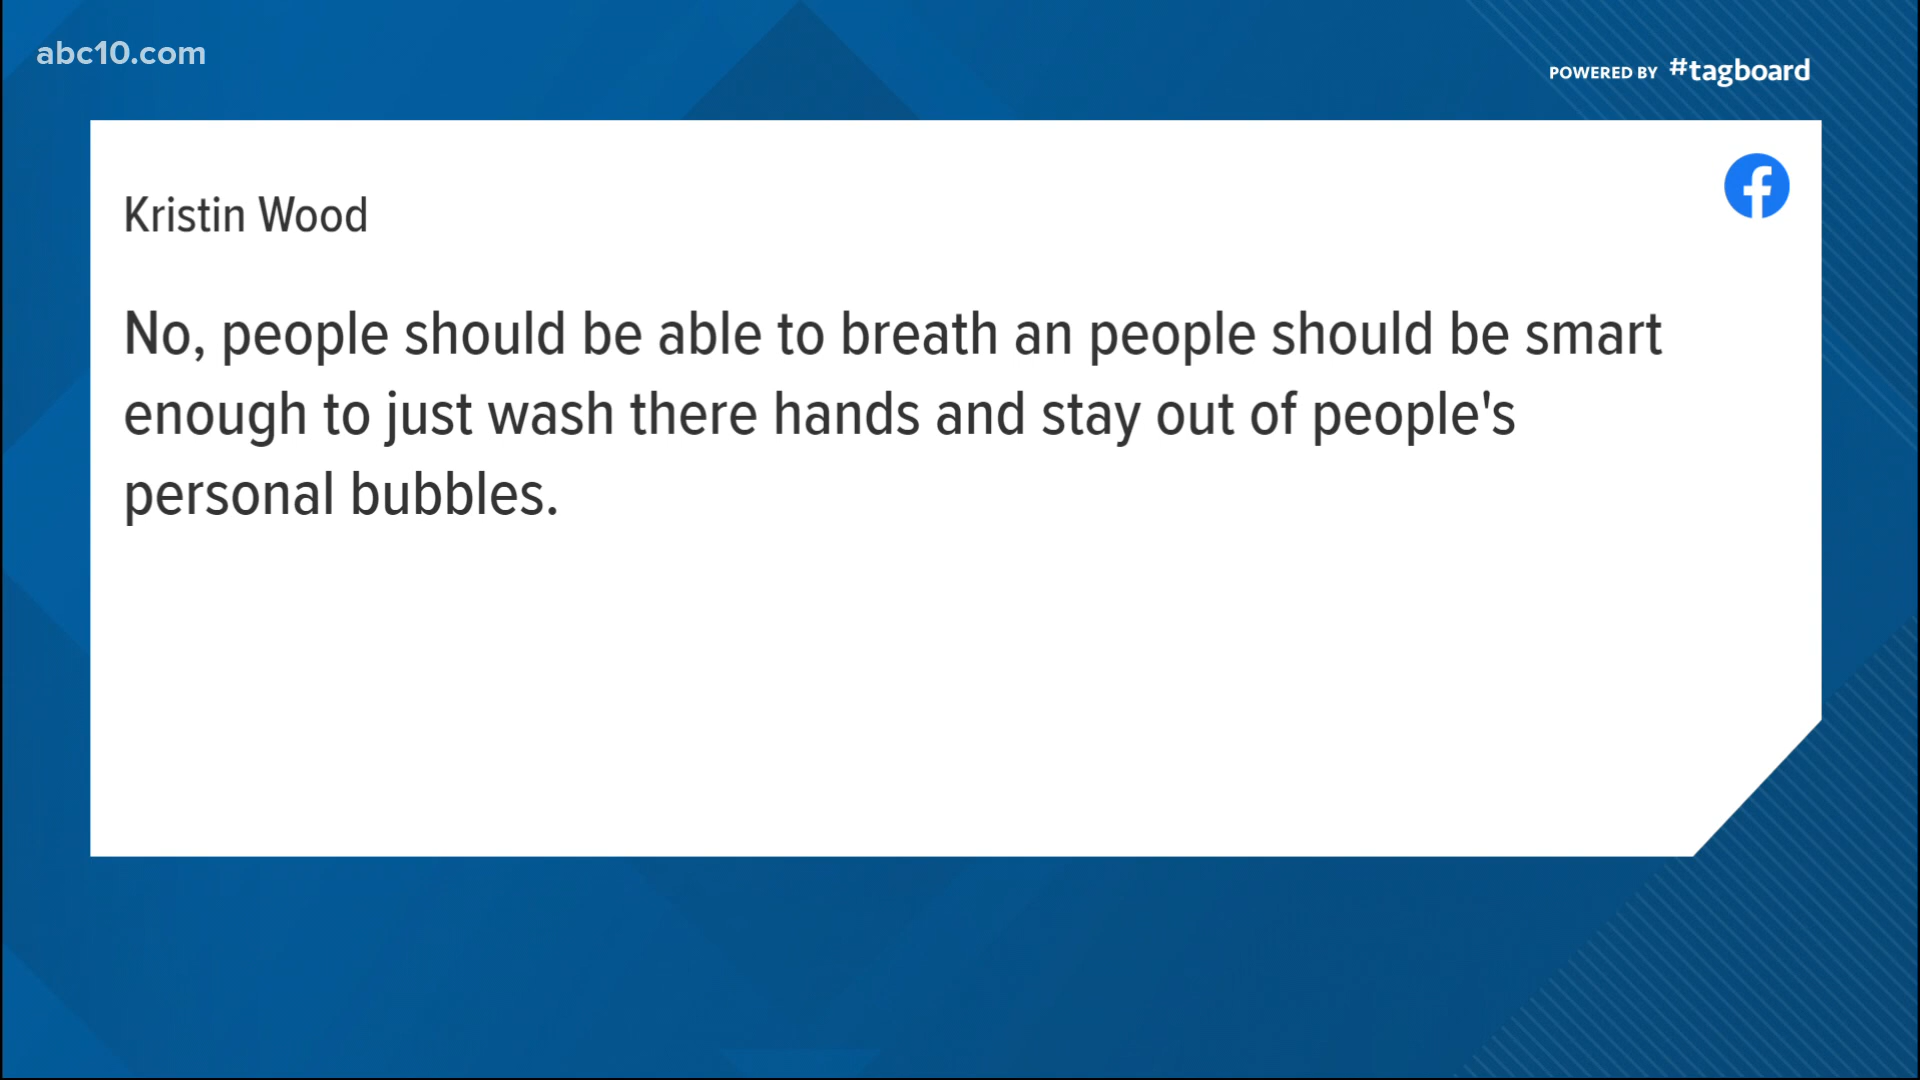 abc10.com
POWERED BY #tagboard
Kristin Wood
No, people should be able to breath an people should be smart
enough to just wash there hands and stay out of people's
personal bubbles.